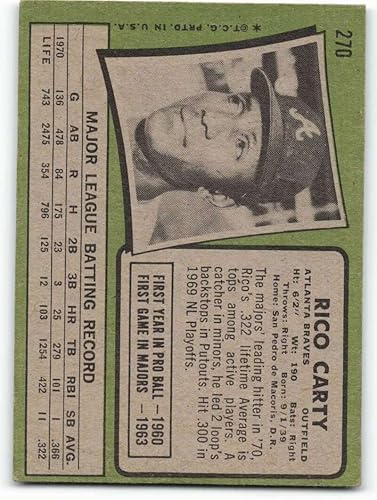 270
RICO CARTY
ATLANTA BRAVES OUTFIELD
Ht: 6'2" Wt: 190 Bats: Right
Throws: Right Born: 9/1/39
Home: San Pedro de Macoris, D.R.
The majors' leading hitter in '70,
Rico's .322 lifetime Average is
tops among active players. A
catcher in minors, he led 2 loop's
backstops in Putouts. Hit .300 in
1969 NL Playoffs.
FIRST YEAR IN PRO BALL — 1960
FIRST GAME IN MAJORS — 1963
A
*©T.C.G. PRTD. IN U.S.A.
MAJOR LEAGUE BATTING RECORD
G AB R H 2B 3B HR TB RBI SB AVG.
1970 136 478 84 175 23 3 25 279 101 1 .366
LIFE 743 2475 354 796 125 12 103 1254 422 11 .322